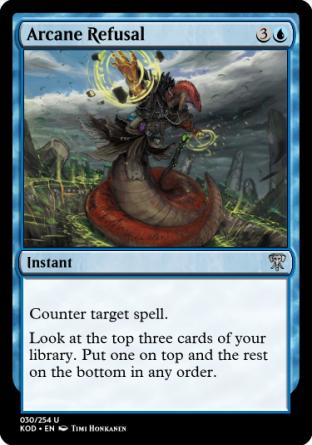 Arcane Refusal 3
Instant
Counter target spell.
Look at the top three cards of your
library. Put one on top and the rest
on the bottom in any order.
030/254 U
KOD • EN Timi Honkanen